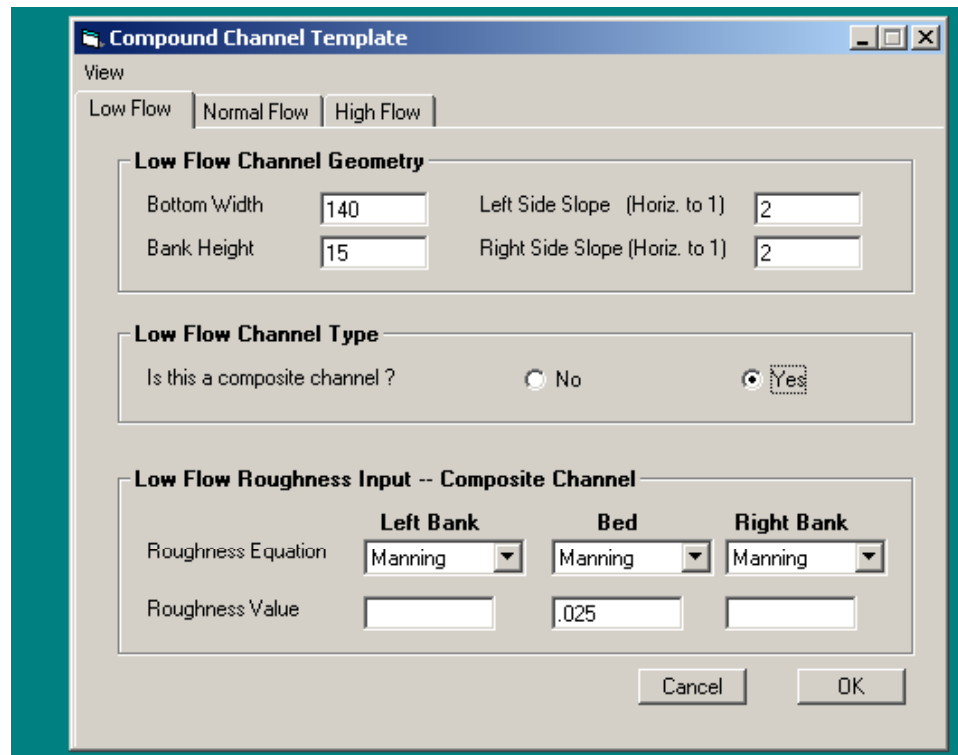 Compound Channel Template
View
Low Flow Normal Flow High Flow
Low Flow Channel Geometry
Bottom Width 140 Left Side Slope (Horiz. to 1) 2
Bank Height 15 Right Side Slope (Horiz. to 1) 2
Low Flow Channel Type
Is this a composite channel ? No Yes
Low Flow Roughness Input -- Composite Channel
Left Bank Bed Right Bank
Roughness Equation Manning Manning Manning
Roughness Value .025
Cancel OK